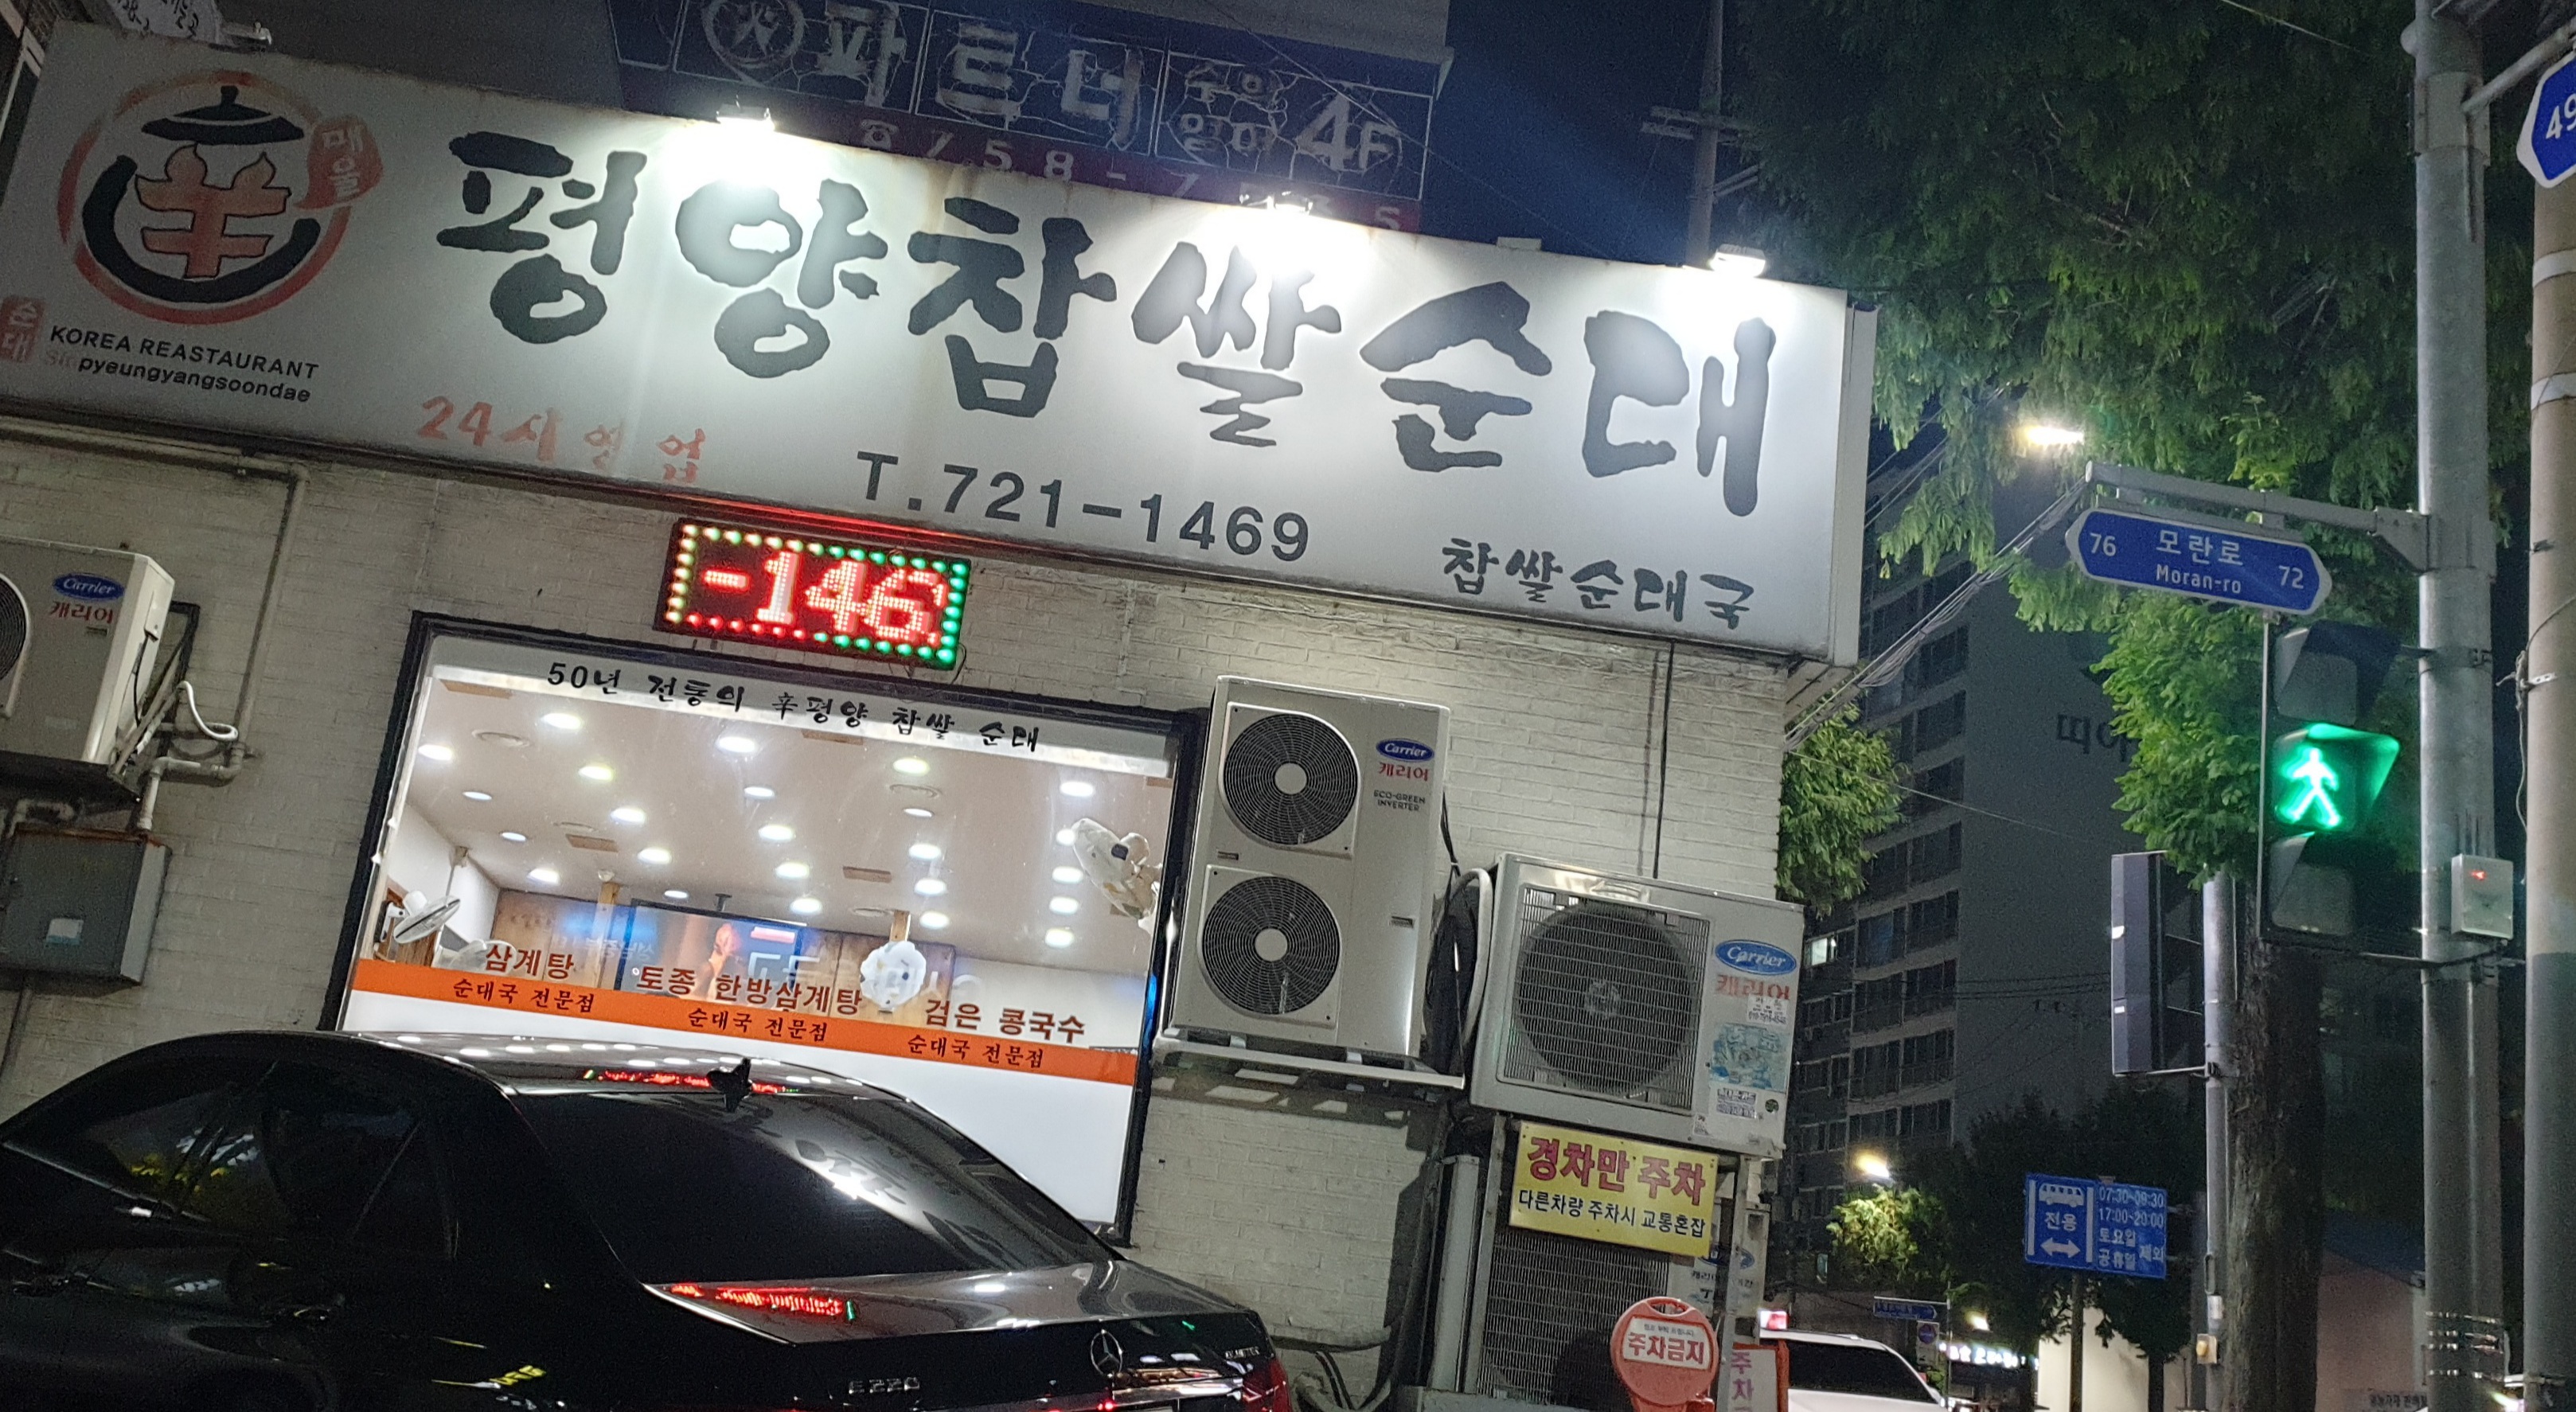 파트너
4F
매울
辛
평양찹쌀순대
순대
KOREA REASTAURANT
pyeungyangsoondae
24시 영업
T.721-1469
찹쌀순대국
-146
49
76 모란로 72
Moran-ro
Carrier
캐리어
50년 전통의 辛평양 찹쌀 순대
Carrier
캐리어
ECO-GREEN
INVERTER
삼계탕
토종 한방삼계탕
검은 콩국수
순대국 전문점
순대국 전문점
순대국 전문점
Carrier
캐리어
경차만 주차
다른차량 주차시 교통혼잡
전용
07:30~09:30
17:00~20:00
토요일
공휴일 제외
주차금지
주차
E220